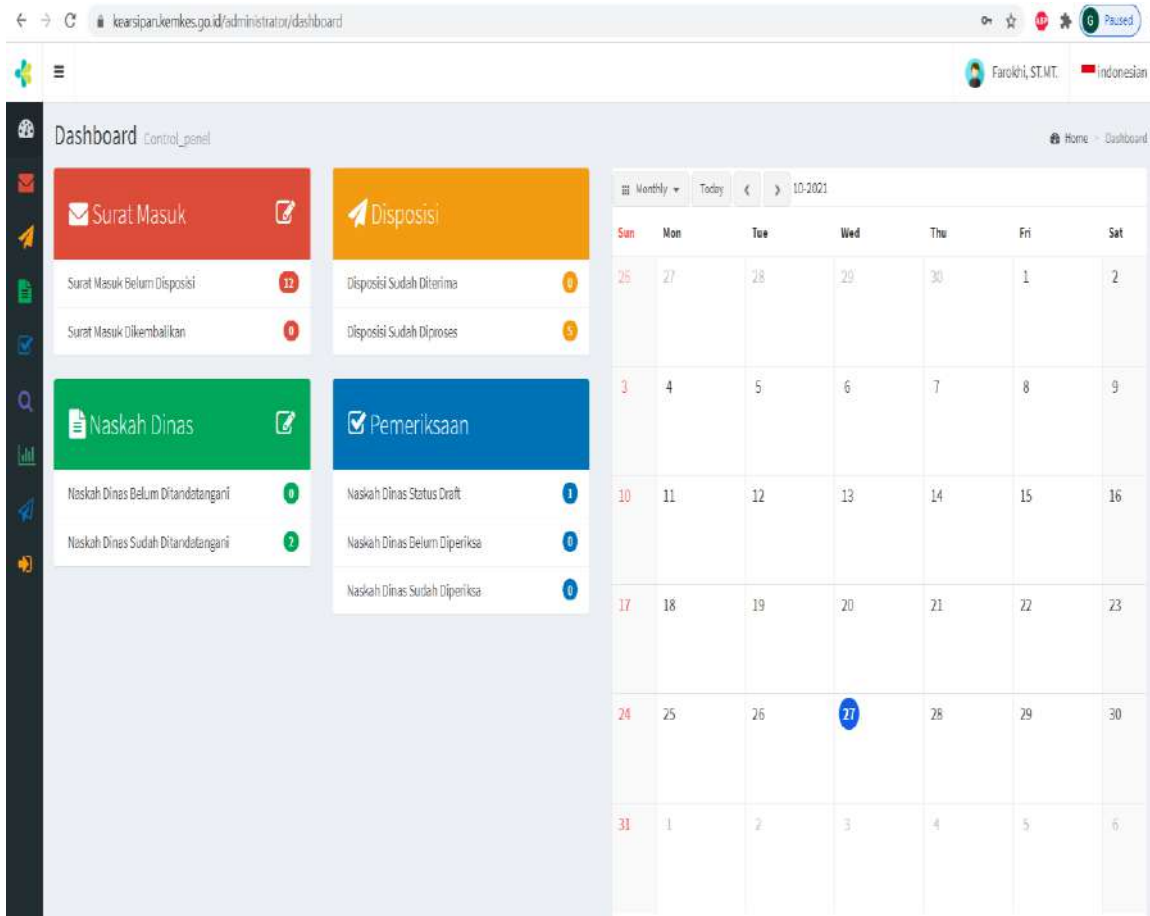 kearsipan.kemkes.go.id/administrator/dashboard
ABP
G Paused
Farokhi, ST.MT.
indonesian
Dashboard Control_panel
Home > Dashboard
Surat Masuk
Surat Masuk Belum Disposisi 12
Surat Masuk Dikembalikan 0
Disposisi
Disposisi Sudah Diterima 0
Disposisi Sudah Diproses 5
Naskah Dinas
Naskah Dinas Belum Ditandatangani 0
Naskah Dinas Sudah Ditandatangani 2
Pemeriksaan
Naskah Dinas Status Draft 1
Naskah Dinas Belum Diperiksa 0
Naskah Dinas Sudah Diperiksa 0
Monthly Today 10-2021
Sun Mon Tue Wed Thu Fri Sat
26 27 28 29 30 1 2
3 4 5 6 7 8 9
10 11 12 13 14 15 16
17 18 19 20 21 22 23
24 25 26 27 28 29 30
31 1 2 3 4 5 6